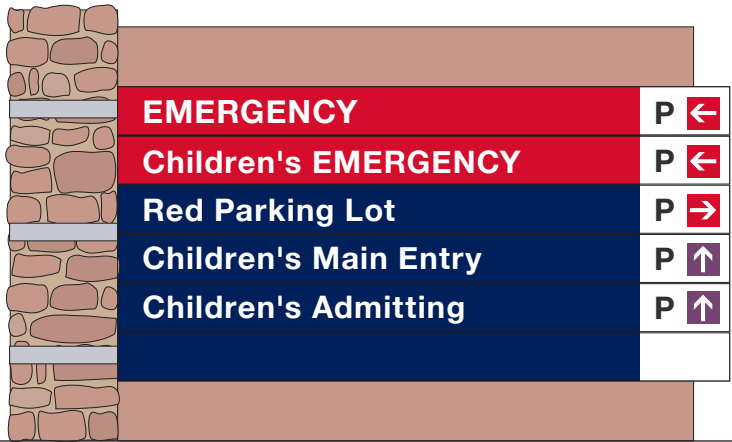 EMERGENCY P ←
Children's EMERGENCY P ←
Red Parking Lot P →
Children's Main Entry P ↑
Children's Admitting P ↑